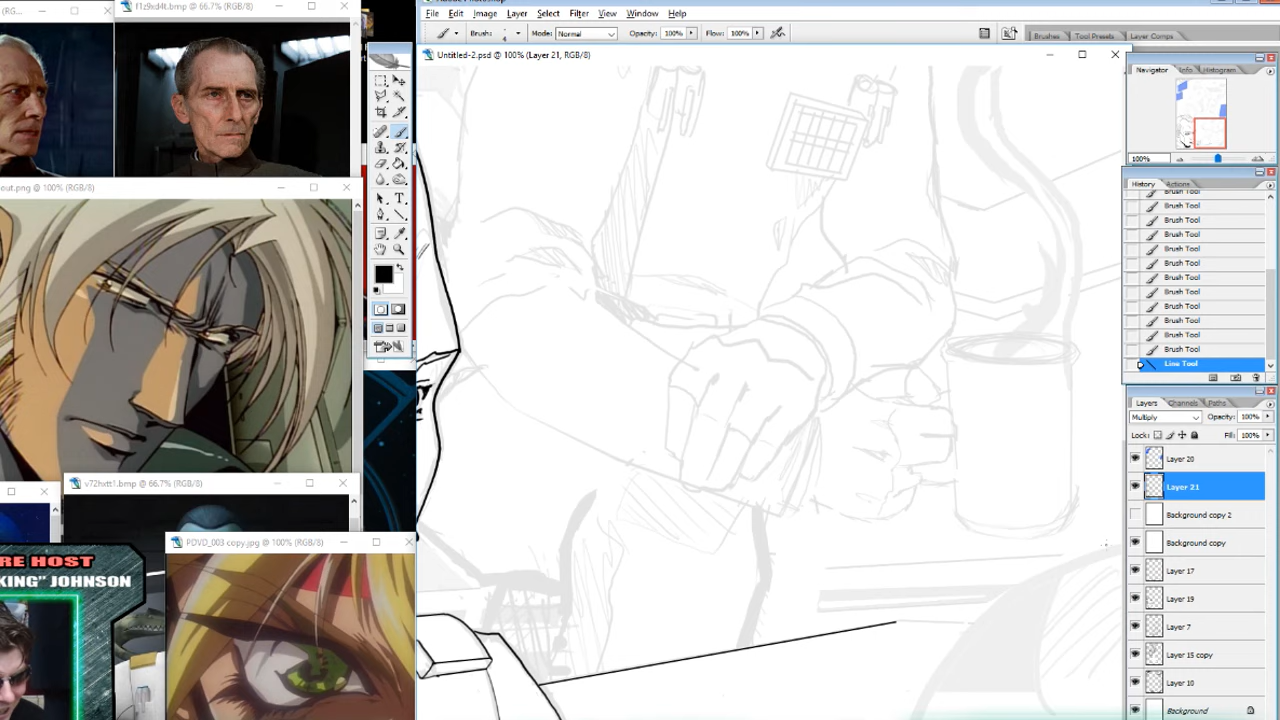 (RG...
f1z9xd4t.bmp @ 66.7% (RGB/8)
File Edit Image Layer Select Filter View Window Help
Brush: 4 Mode: Normal Opacity: 100% Flow: 100%
Brushes Tool Presets Layer Comps
Untitled-2.psd @ 100% (Layer 21, RGB/8)
Navigator Info Histogram
100%
out.png @ 100% (RGB/8)
History Actions
Brush Tool
Brush Tool
Brush Tool
Brush Tool
Brush Tool
Brush Tool
Brush Tool
Brush Tool
Brush Tool
Brush Tool
Brush Tool
Brush Tool
Line Tool
Layers Channels Paths
Multiply Opacity: 100%
Lock: Fill: 100%
Layer 20
Layer 21
Background copy 2
Background copy
Layer 17
Layer 19
Layer 7
Layer 15 copy
Layer 10
Background
v72hxtt1.bmp @ 66.7% (RGB/8)
PDVD_003 copy.jpg @ 100% (RGB/8)
RE HOST
KING" JOHNSON